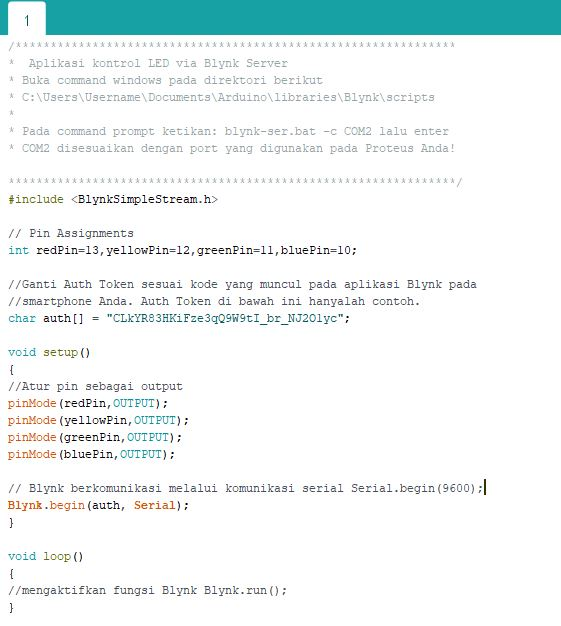 1
/***************************************************************
*  Aplikasi kontrol LED via Blynk Server
* Buka command windows pada direktori berikut
* C:\Users\Username\Documents\Arduino\libraries\Blynk\scripts
*
* Pada command prompt ketikan: blynk-ser.bat -c COM2 lalu enter
* COM2 disesuaikan dengan port yang digunakan pada Proteus Anda!

****************************************************************/
#include <BlynkSimpleStream.h>

// Pin Assignments
int redPin=13,yellowPin=12,greenPin=11,bluePin=10;

//Ganti Auth Token sesuai kode yang muncul pada aplikasi Blynk pada
//smartphone Anda. Auth Token di bawah ini hanyalah contoh.
char auth[] = "CLkYR83HKiFze3qQ9W9tI_br_NJ2Olyc";

void setup()
{
//Atur pin sebagai output
pinMode(redPin,OUTPUT);
pinMode(yellowPin,OUTPUT);
pinMode(greenPin,OUTPUT);
pinMode(bluePin,OUTPUT);

// Blynk berkomunikasi melalui komunikasi serial Serial.begin(9600);
Blynk.begin(auth, Serial);
}

void loop()
{
//mengaktifkan fungsi Blynk Blynk.run();
}